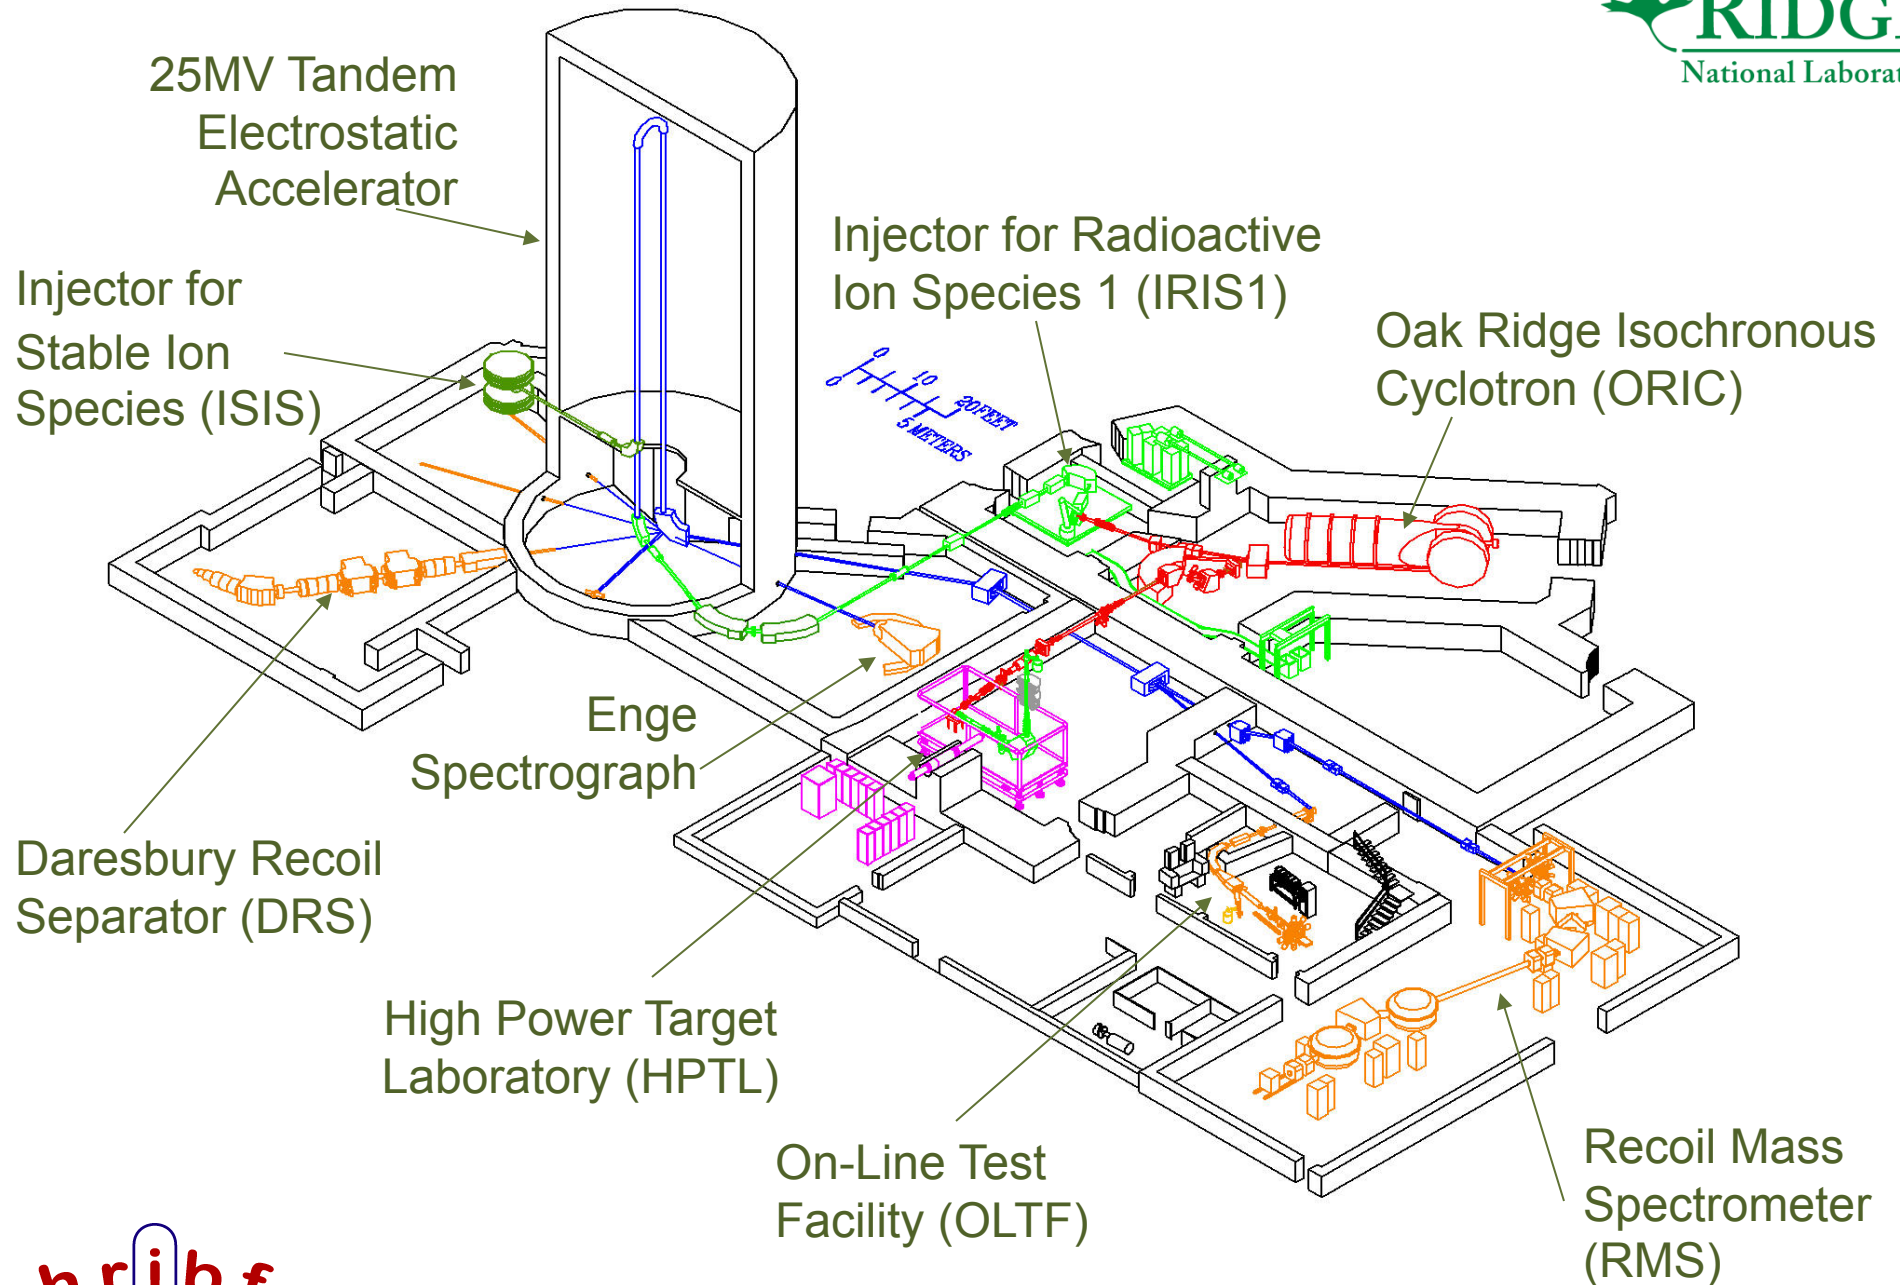 RIDGE
National Laborat
25MV Tandem
Electrostatic
Accelerator
Injector for Radioactive
Ion Species 1 (IRIS1)
Injector for
Stable Ion
Species (ISIS)
Oak Ridge Isochronous
Cyclotron (ORIC)
0
10
20 FEET
0
5 METERS
Enge
Spectrograph
Daresbury Recoil
Separator (DRS)
High Power Target
Laboratory (HPTL)
On-Line Test
Facility (OLTF)
Recoil Mass
Spectrometer
(RMS)
hribf